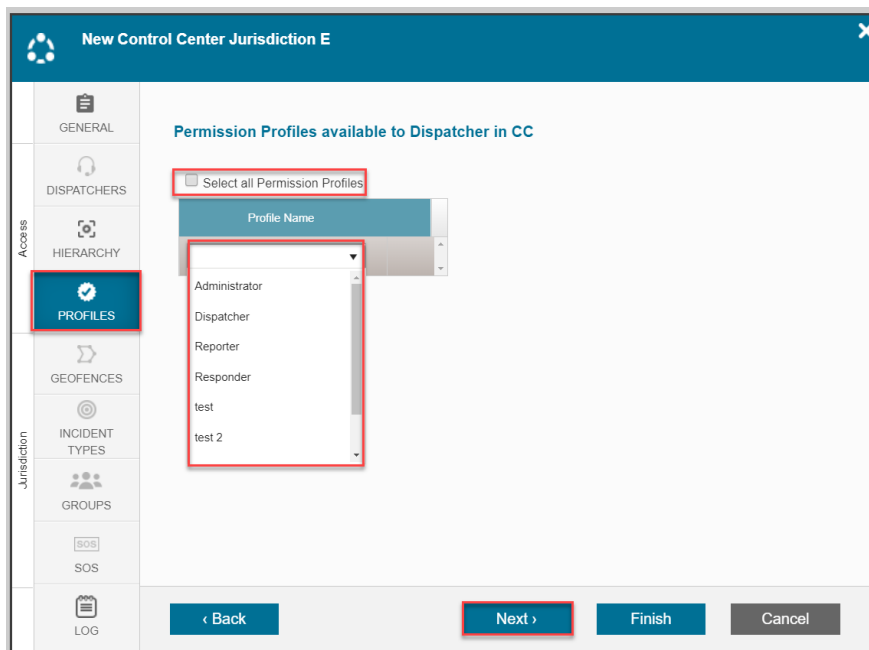 New Control Center Jurisdiction E
GENERAL
Access
DISPATCHERS
HIERARCHY
PROFILES
Jurisdiction
GEOFENCES
INCIDENT
TYPES
GROUPS
SOS
SOS
LOG
Permission Profiles available to Dispatcher in CC
Select all Permission Profiles
Profile Name
Administrator
Dispatcher
Reporter
Responder
test
test 2
‹ Back
Next ›
Finish
Cancel